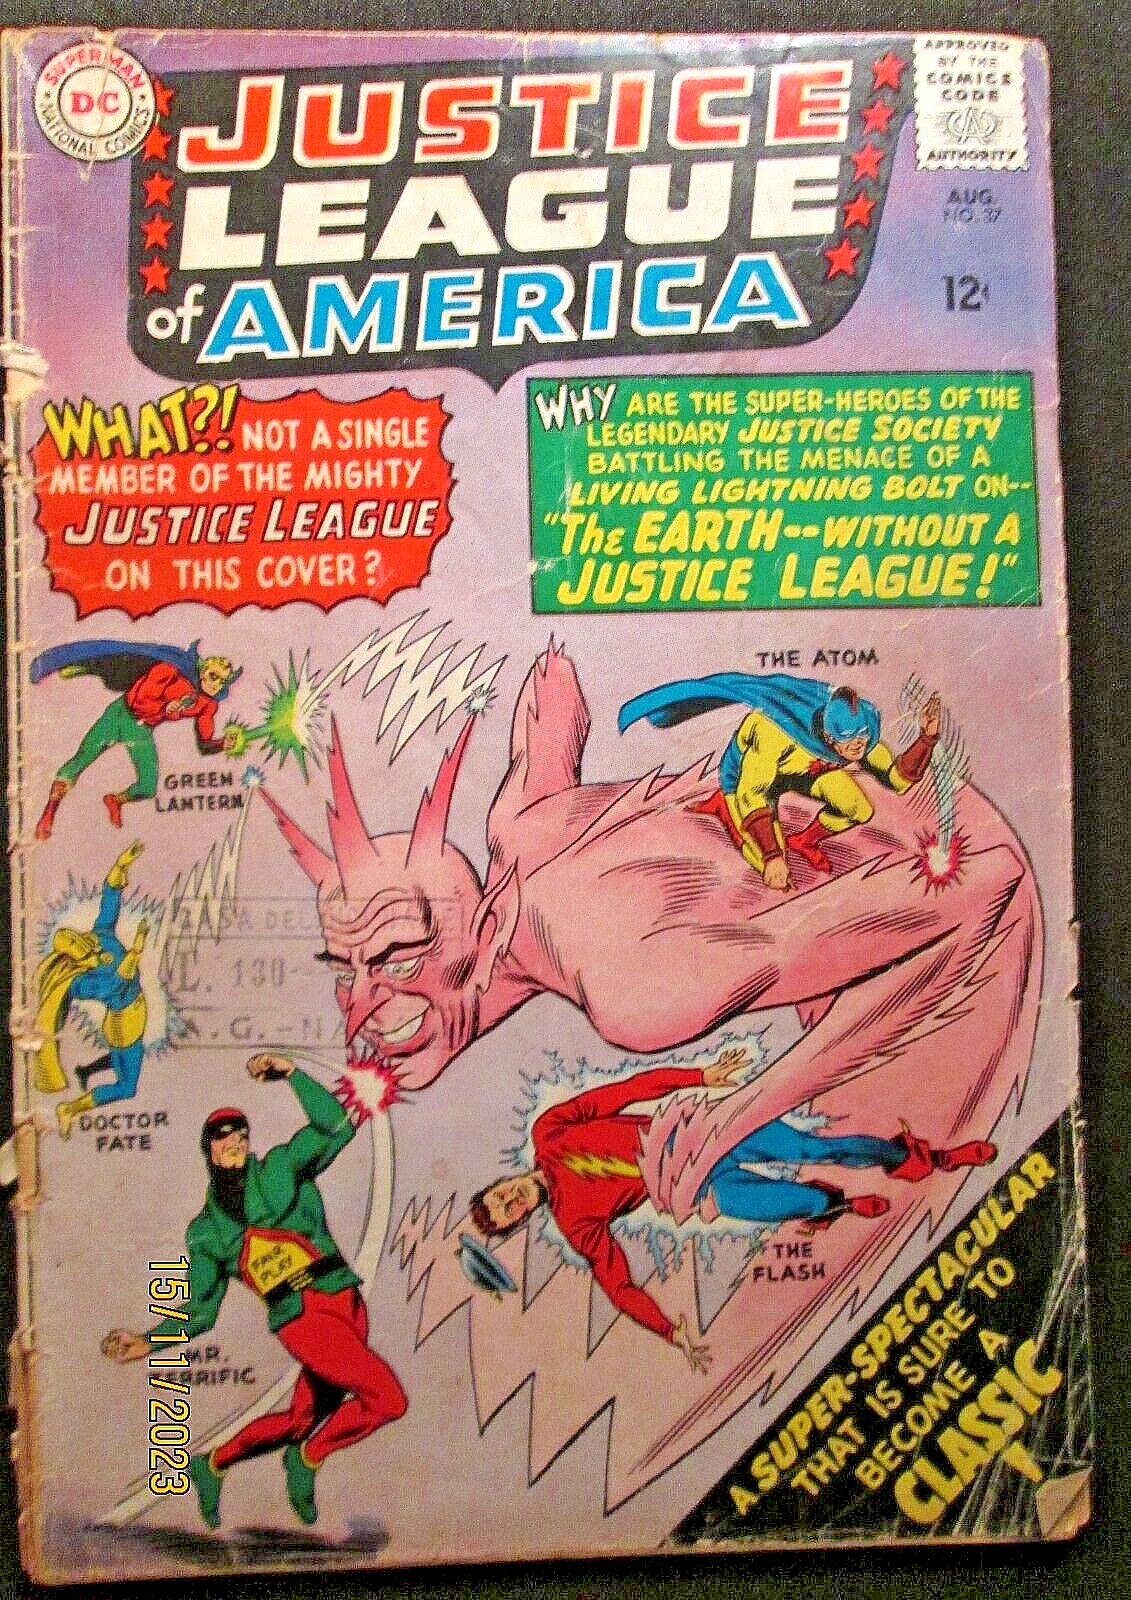 SUPERMAN
DC
NATIONAL COMICS
JUSTICE
LEAGUE
of AMERICA
APPROVED
BY THE
COMICS
CODE
CA
AUTHORITY
AUG.
NO. 37
12¢
WHAT?! NOT A SINGLE
MEMBER OF THE MIGHTY
JUSTICE LEAGUE
ON THIS COVER?
WHY ARE THE SUPER-HEROES OF THE
LEGENDARY JUSTICE SOCIETY
BATTLING THE MENACE OF A
LIVING LIGHTNING BOLT ON--
"The EARTH--WITHOUT A
JUSTICE LEAGUE!"
THE ATOM
GREEN
LANTERN
L. 130
A.G.-N
DOCTOR
FATE
FAIR
PLAY
MR.
TERRIFIC
THE
FLASH
A SUPER-SPECTACULAR
THAT IS SURE TO
BECOME A
CLASSIC!
15/11/2023